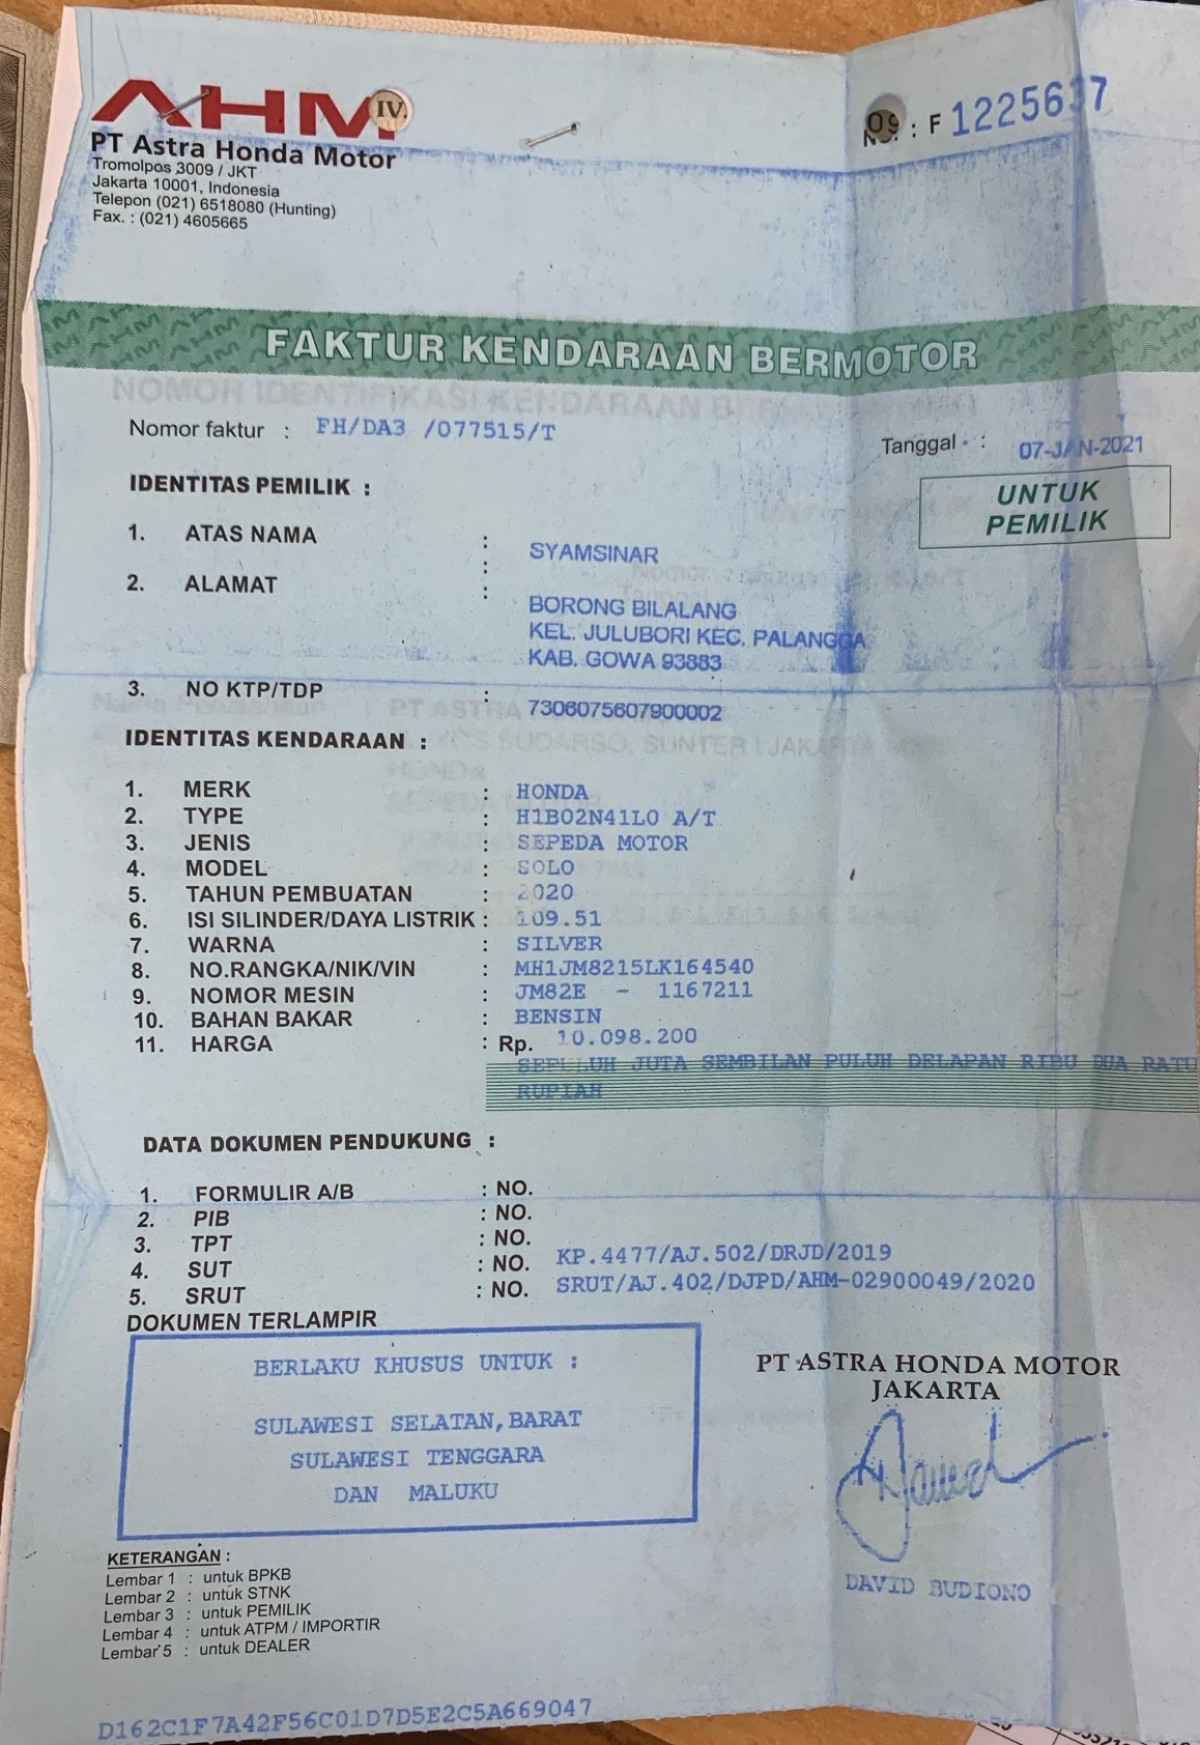 AHM
IV.
PT Astra Honda Motor
Tromolpos 3009 / JKT
Jakarta 10001, Indonesia
Telepon (021) 6518080 (Hunting)
Fax. : (021) 4605665
09
NO. : F 1225637
FAKTUR KENDARAAN BERMOTOR
Nomor faktur : FH/DA3 /077515/T
Tanggal : 07-JAN-2021
UNTUK
PEMILIK
IDENTITAS PEMILIK :
1. ATAS NAMA : SYAMSINAR
2. ALAMAT : BORONG BILALANG
KEL. JULUBORI KEC. PALANGGA
KAB. GOWA 93883
3. NO KTP/TDP : 7306075607900002
IDENTITAS KENDARAAN :
1. MERK : HONDA
2. TYPE : H1B02N41L0 A/T
3. JENIS : SEPEDA MOTOR
4. MODEL : SOLO
5. TAHUN PEMBUATAN : 2020
6. ISI SILINDER/DAYA LISTRIK : 109.51
7. WARNA : SILVER
8. NO.RANGKA/NIK/VIN : MH1JM8215LK164540
9. NOMOR MESIN : JM82E - 1167211
10. BAHAN BAKAR : BENSIN
11. HARGA : Rp. 10.098.200
SEPULUH JUTA SEMBILAN PULUH DELAPAN RIBU DUA RATU
RUPIAH
DATA DOKUMEN PENDUKUNG :
1. FORMULIR A/B : NO.
2. PIB : NO.
3. TPT : NO.
4. SUT : NO. KP.4477/AJ.502/DRJD/2019
5. SRUT : NO. SRUT/AJ.402/DJPD/AHM-02900049/2020
DOKUMEN TERLAMPIR
BERLAKU KHUSUS UNTUK :
SULAWESI SELATAN,BARAT
SULAWESI TENGGARA
DAN MALUKU
PT ASTRA HONDA MOTOR
JAKARTA
DAVID BUDIONO
KETERANGAN :
Lembar 1 : untuk BPKB
Lembar 2 : untuk STNK
Lembar 3 : untuk PEMILIK
Lembar 4 : untuk ATPM / IMPORTIR
Lembar 5 : untuk DEALER
D162C1F7A42F56C01D7D5E2C5A669047